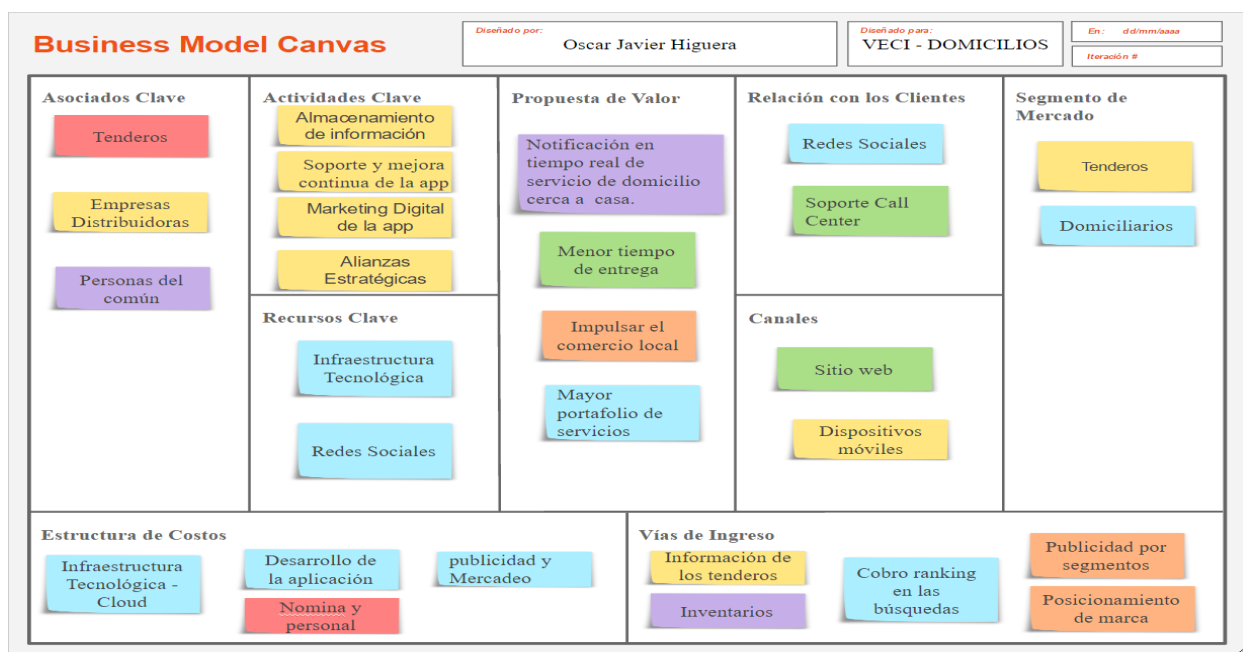 Business Model Canvas
Diseñado por:
Oscar Javier Higuera
Diseñado para:
VECI - DOMICILIOS
En: dd/mm/aaaa
Iteración #
Asociados Clave
Tenderos
Empresas
Distribuidoras
Personas del
común
Actividades Clave
Almacenamiento
de información
Soporte y mejora
continua de la app
Marketing Digital
de la app
Alianzas
Estratégicas
Recursos Clave
Infraestructura
Tecnológica
Redes Sociales
Propuesta de Valor
Notificación en
tiempo real de
servicio de domicilio
cerca a casa.
Menor tiempo
de entrega
Impulsar el
comercio local
Mayor
portafolio de
servicios
Relación con los Clientes
Redes Sociales
Soporte Call
Center
Canales
Sitio web
Dispositivos
móviles
Segmento de
Mercado
Tenderos
Domiciliarios
Estructura de Costos
Infraestructura
Tecnológica -
Cloud
Desarrollo de
la aplicación
Nomina y
personal
publicidad y
Mercadeo
Vías de Ingreso
Información de
los tenderos
Inventarios
Cobro ranking
en las
búsquedas
Publicidad por
segmentos
Posicionamiento
de marca